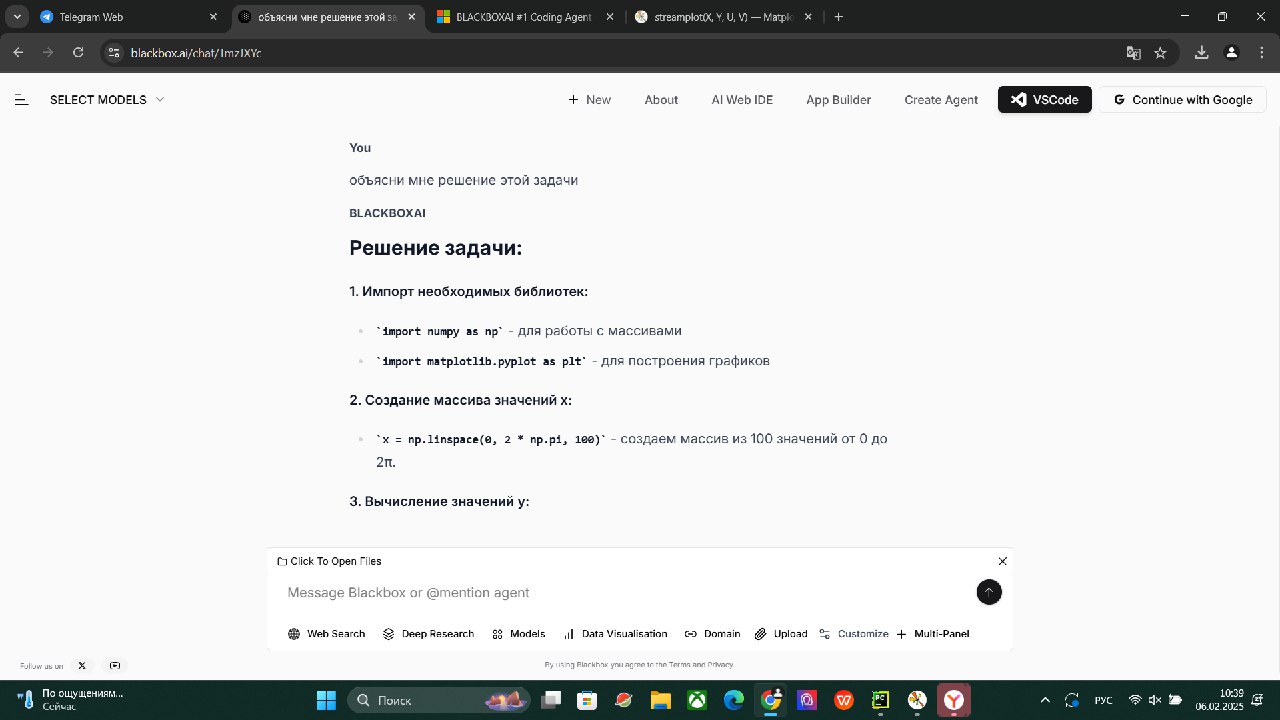 Telegram Web
объясни мне решение этой за
BLACKBOXAI #1 Coding Agent
streamplot(X, Y, U, V) — Matplo
blackbox.ai/chat/1mzJXYc
SELECT MODELS
New
About
AI Web IDE
App Builder
Create Agent
VSCode
Continue with Google
You
объясни мне решение этой задачи
BLACKBOXAI
Решение задачи:
1. Импорт необходимых библиотек:
`import numpy as np` - для работы с массивами
`import matplotlib.pyplot as plt` - для построения графиков
2. Создание массива значений x:
`x = np.linspace(0, 2 * np.pi, 100)` - создаем массив из 100 значений от 0 до
2π.
3. Вычисление значений y:
Click To Open Files
Message Blackbox or @mention agent
Web Search
Deep Research
Models
Data Visualisation
Domain
Upload
Customize
Multi-Panel
Follow us on
By using Blackbox you agree to the Terms and Privacy.
По ощущениям...
Сейчас
Поиск
РУС
10:39
06.02.2025